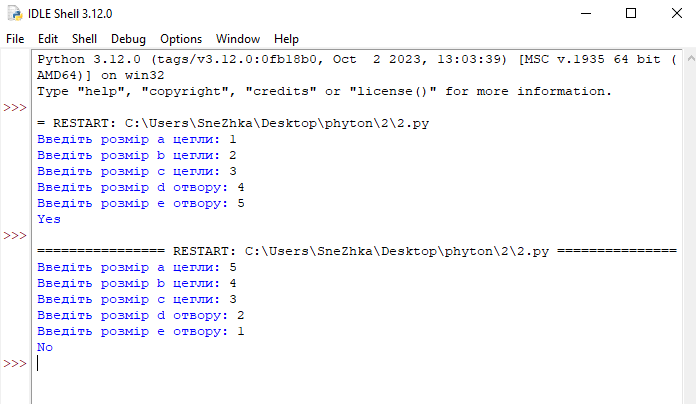 IDLE Shell 3.12.0
File Edit Shell Debug Options Window Help
Python 3.12.0 (tags/v3.12.0:0fb18b0, Oct  2 2023, 13:03:39) [MSC v.1935 64 bit (
AMD64)] on win32
Type "help", "copyright", "credits" or "license()" for more information.
>>>
= RESTART: C:\Users\SneZhka\Desktop\phyton\2\2.py
Введіть розмір a цегли: 1
Введіть розмір b цегли: 2
Введіть розмір c цегли: 3
Введіть розмір d отвору: 4
Введіть розмір e отвору: 5
Yes
>>>
================ RESTART: C:\Users\SneZhka\Desktop\phyton\2\2.py ===============
Введіть розмір a цегли: 5
Введіть розмір b цегли: 4
Введіть розмір c цегли: 3
Введіть розмір d отвору: 2
Введіть розмір e отвору: 1
No
>>>